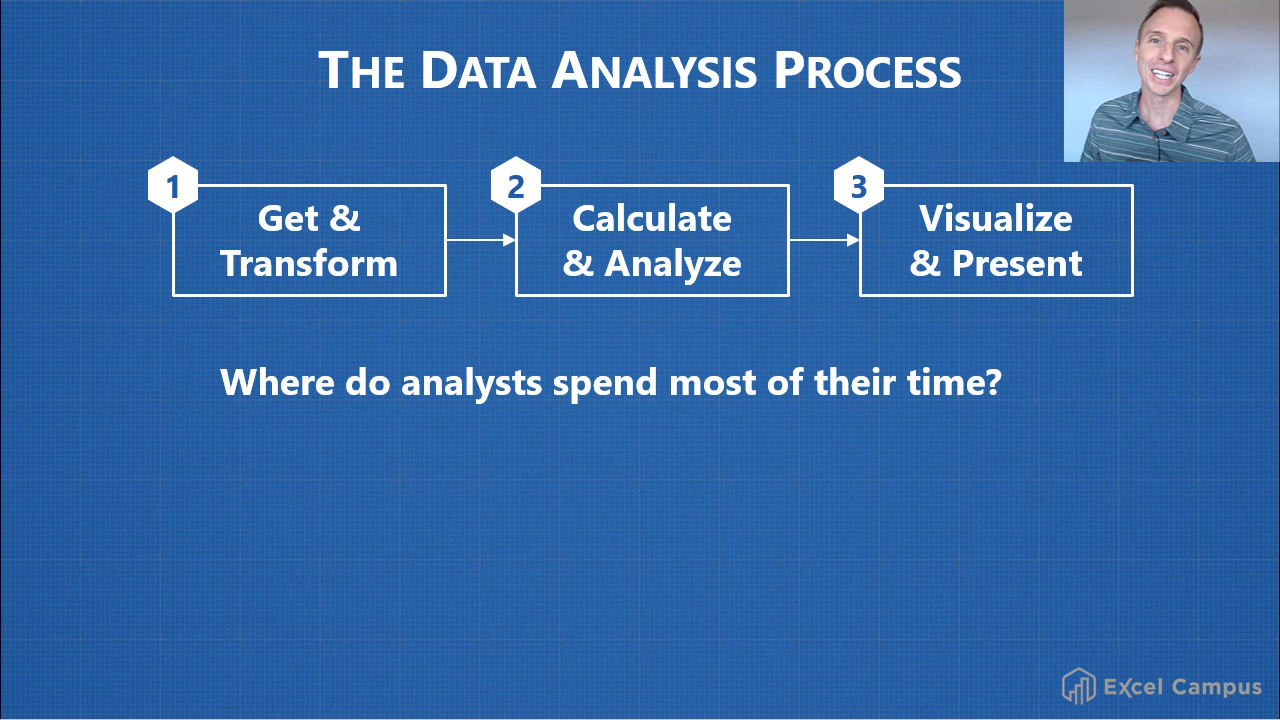 THE DATA ANALYSIS PROCESS
1
Get &
Transform
2
Calculate
& Analyze
3
Visualize
& Present
Where do analysts spend most of their time?
Excel Campus